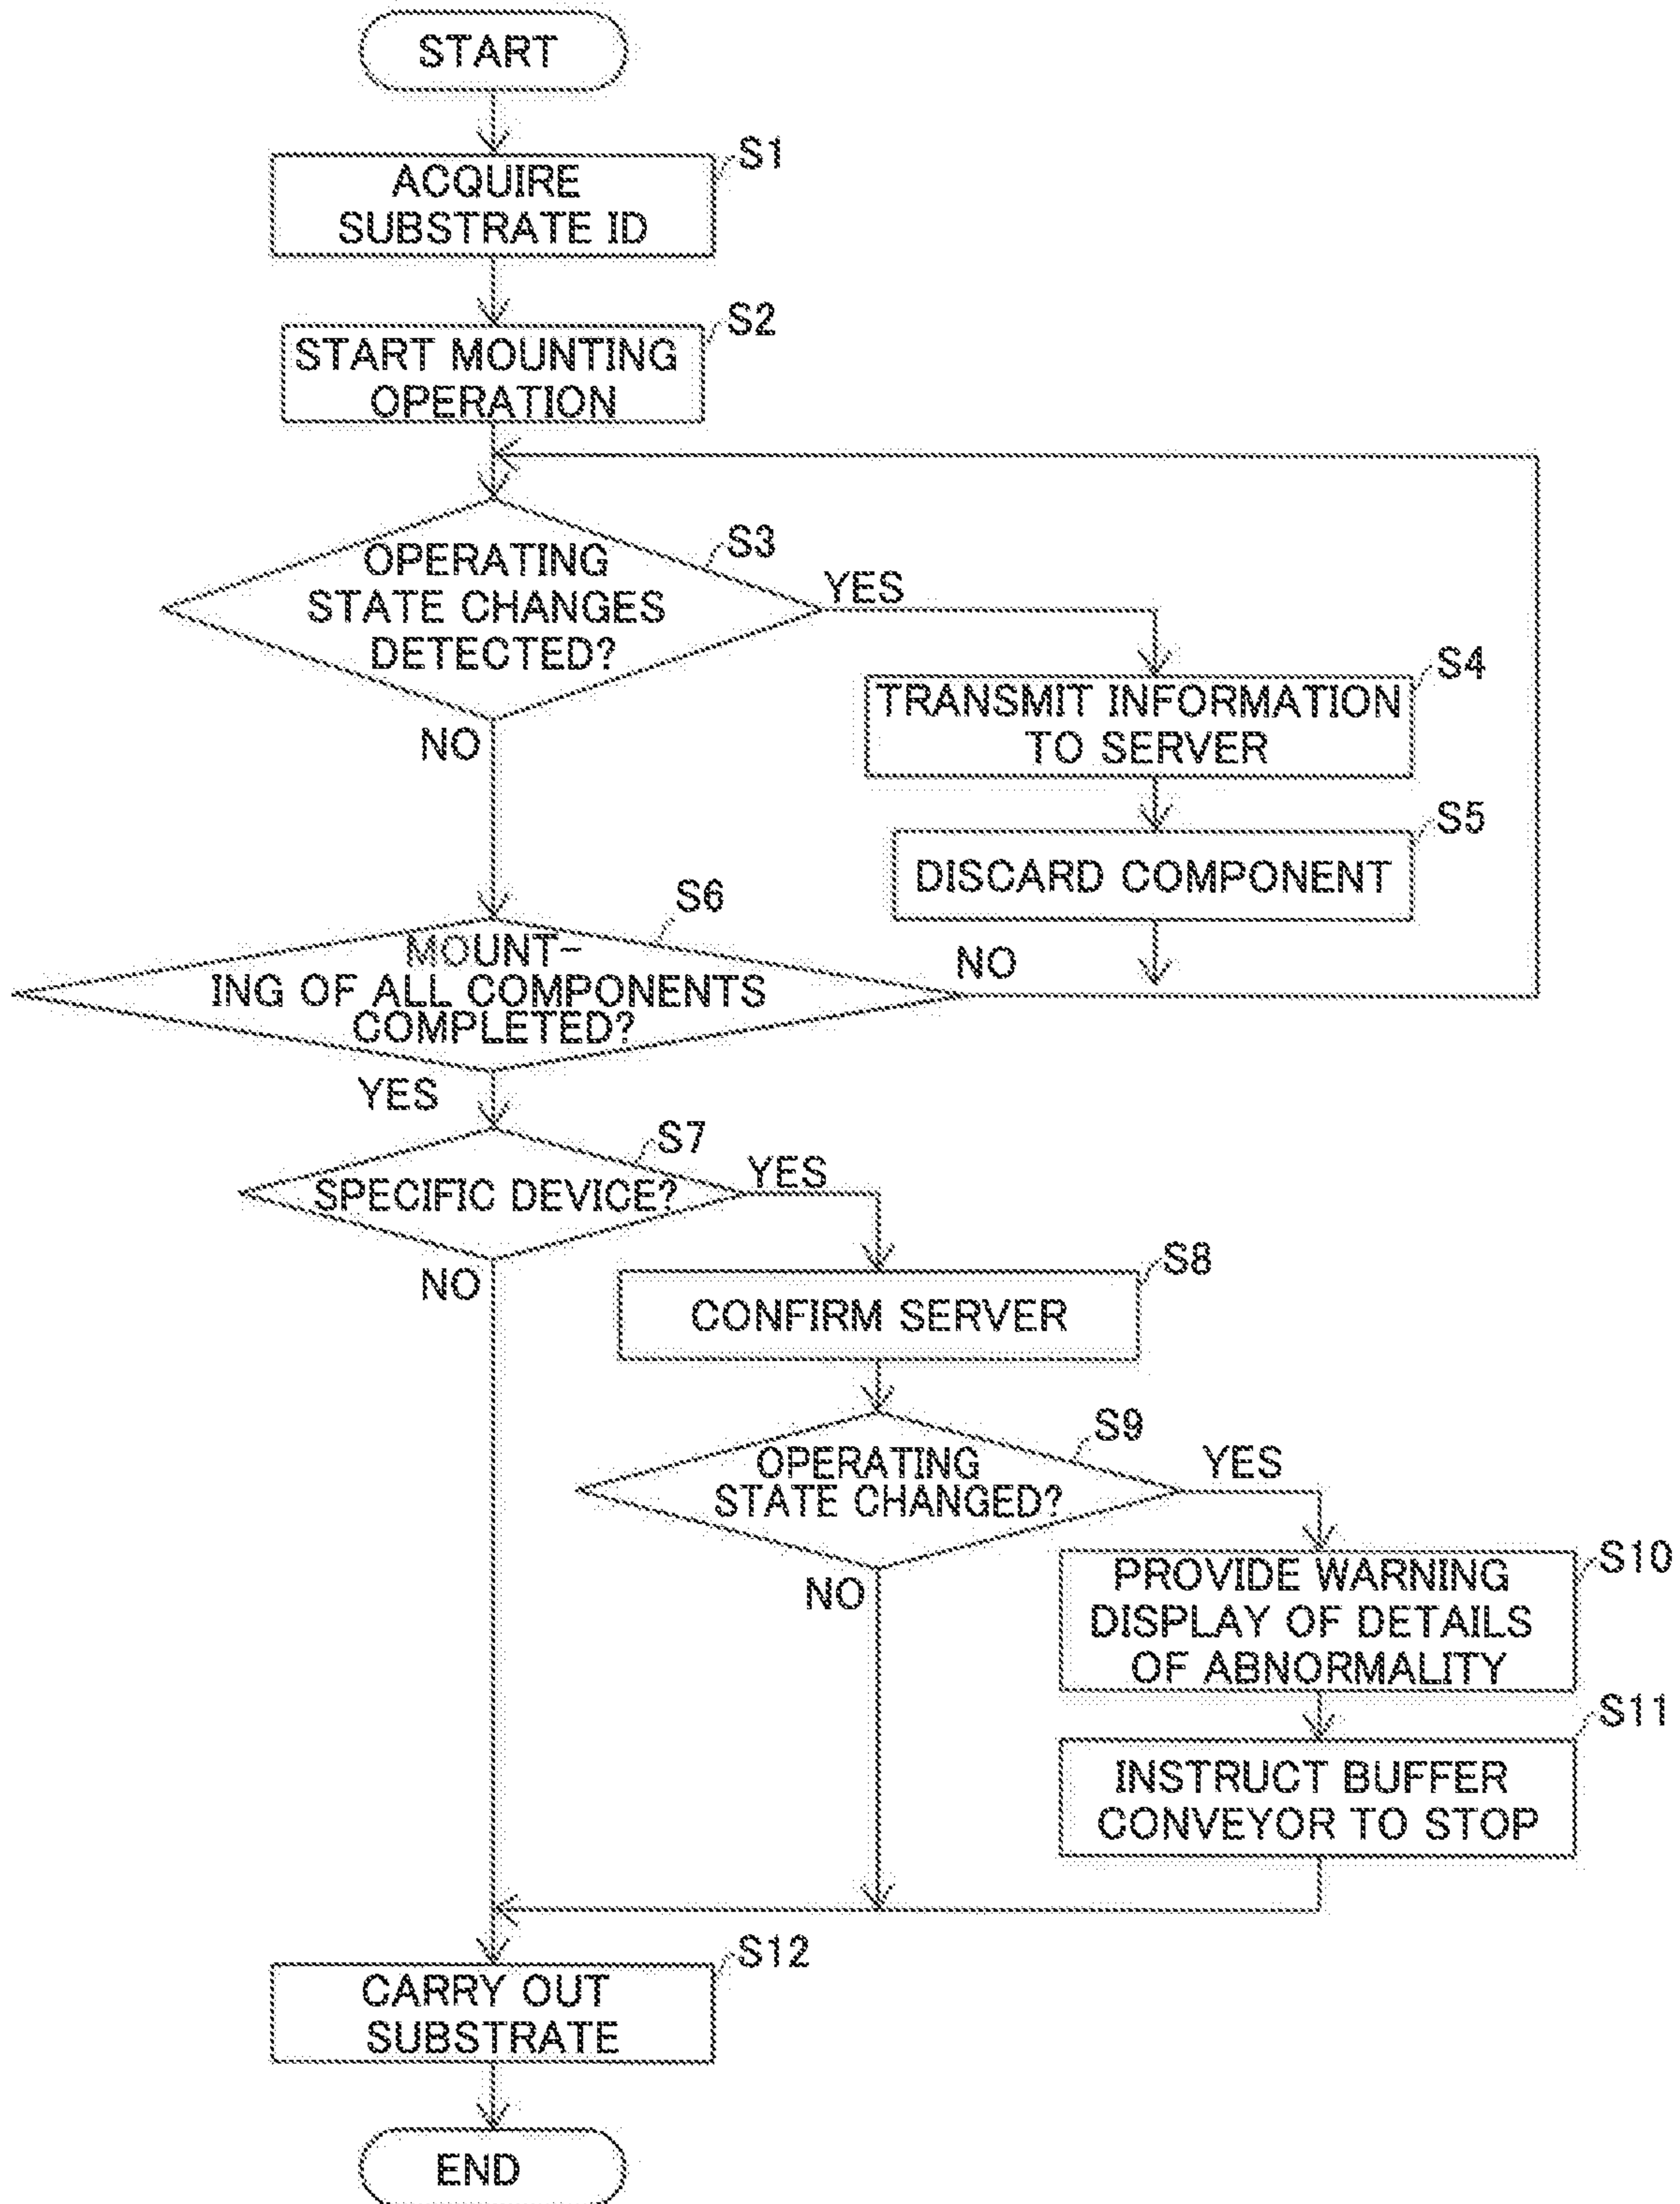 START
S1
ACQUIRE
SUBSTRATE ID
S2
START MOUNTING
OPERATION
S3
OPERATING
STATE CHANGES
DETECTED?
YES
NO
S4
TRANSMIT INFORMATION
TO SERVER
S5
DISCARD COMPONENT
S6
MOUNT-
ING OF ALL COMPONENTS
COMPLETED?
NO
YES
S7
SPECIFIC DEVICE?
YES
NO
S8
CONFIRM SERVER
S9
OPERATING
STATE CHANGED?
YES
NO
S10
PROVIDE WARNING
DISPLAY OF DETAILS
OF ABNORMALITY
S11
INSTRUCT BUFFER
CONVEYOR TO STOP
S12
CARRY OUT
SUBSTRATE
END